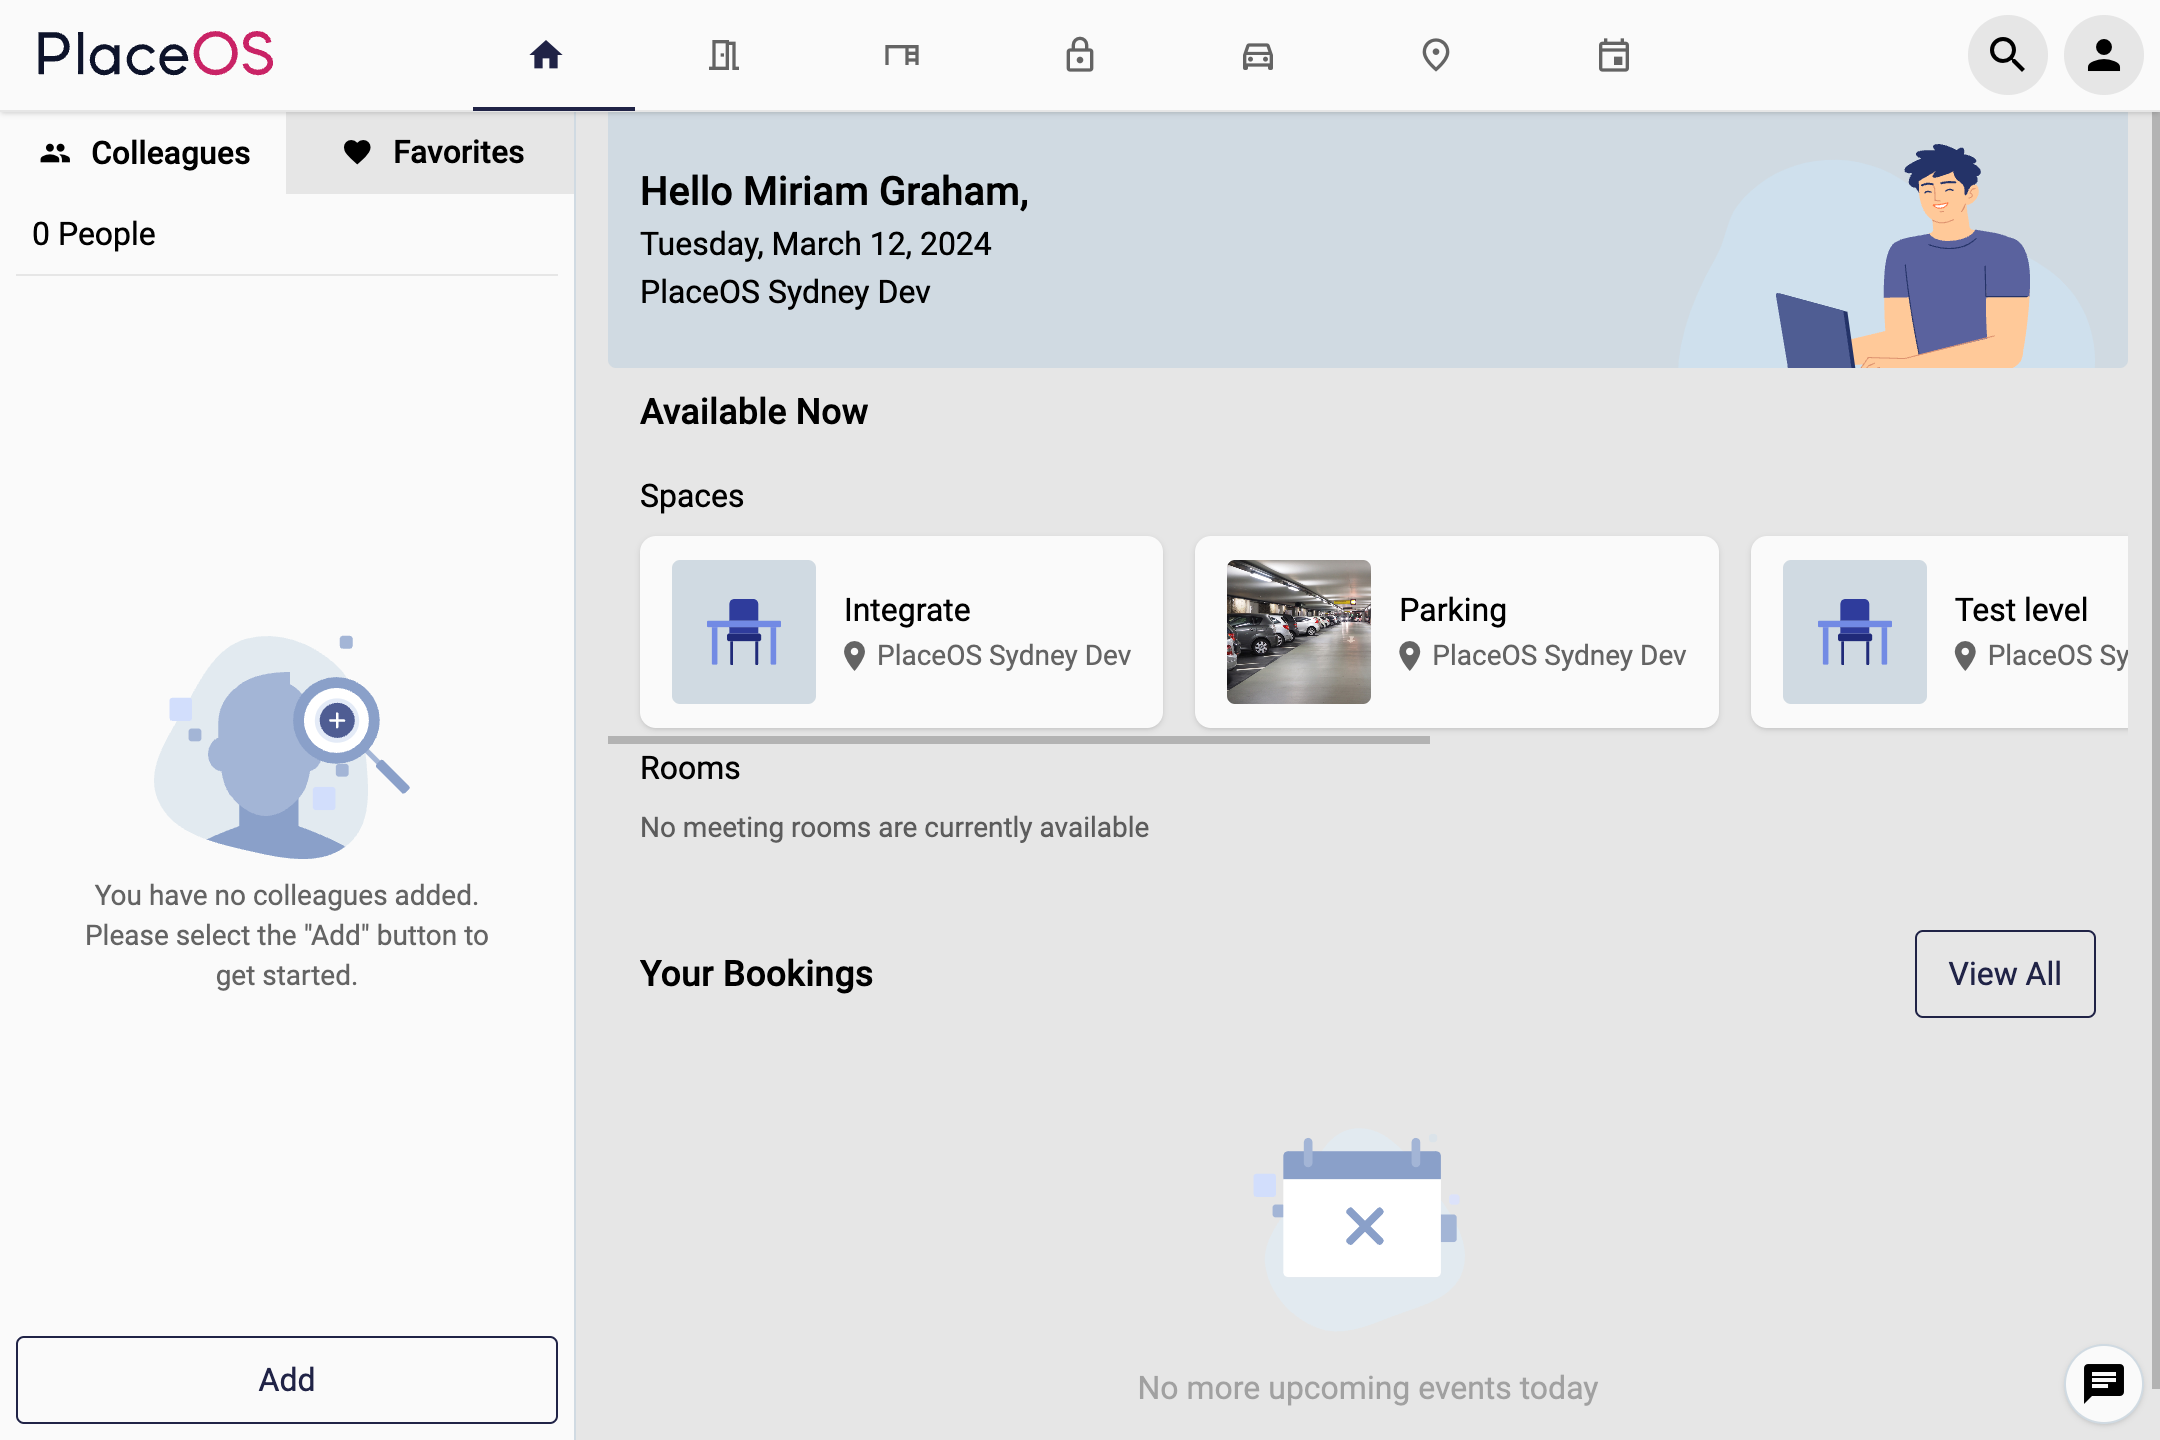 PlaceOS
Colleagues
Favorites
0 People
You have no colleagues added.
Please select the "Add" button to
get started.
Add
Hello Miriam Graham,
Tuesday, March 12, 2024
PlaceOS Sydney Dev
Available Now
Spaces
Integrate
PlaceOS Sydney Dev
Parking
PlaceOS Sydney Dev
Test level
PlaceOS Sy
Rooms
No meeting rooms are currently available
Your Bookings
View All
No more upcoming events today